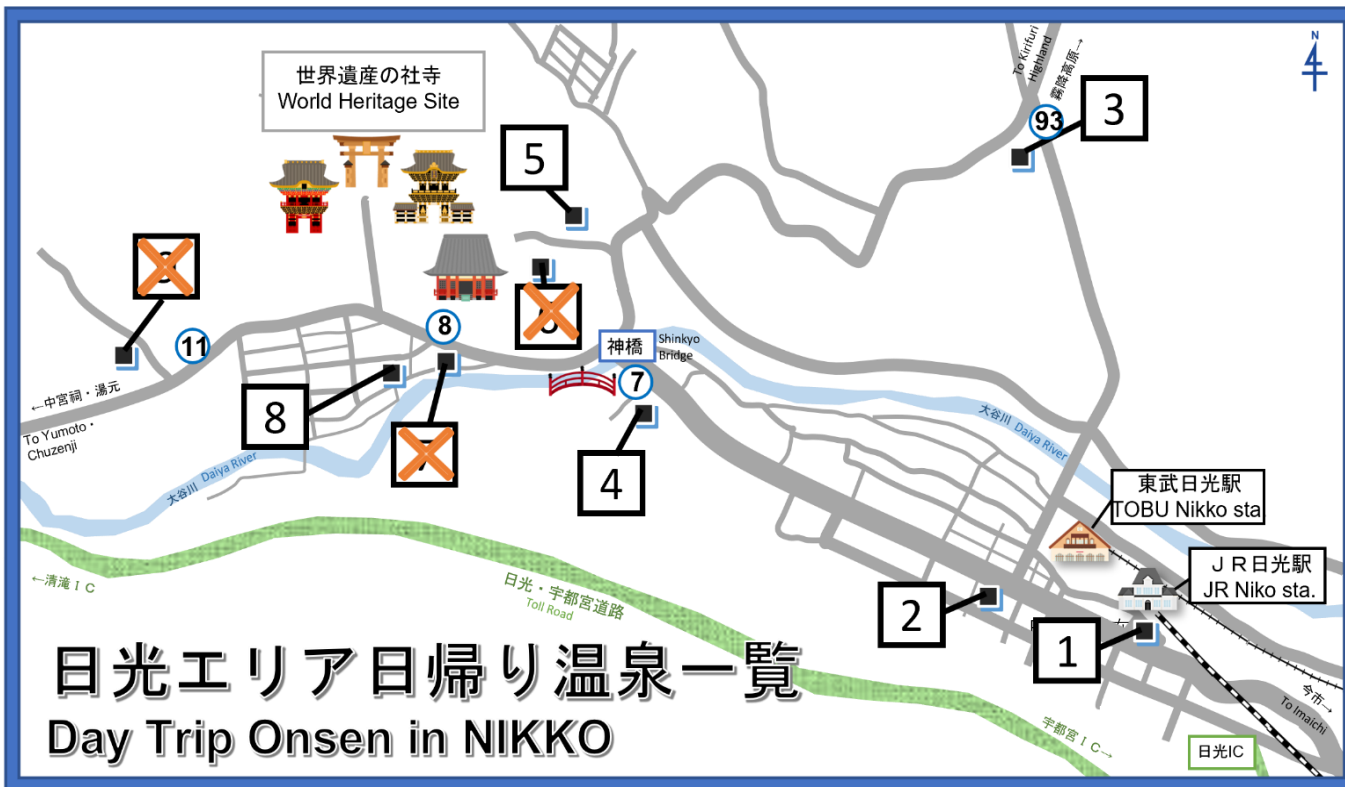 世界遺産の社寺
World Heritage Site
N
To Kirifuri
Highland
霧降高原→
93
3
5
11
8
神橋
Shinkyo
Bridge
7
←中宮祠・湯元
To Yumoto・
Chuzenji
8
4
大谷川 Daiya River
大谷川 Daiya River
東武日光駅
TOBU Nikko sta
ＪＲ日光駅
JR Niko sta.
←清滝ＩＣ
日光・宇都宮道路
Toll Road
2
1
今市→
To Imaichi
宇都宮ＩＣ→
日光IC
日光エリア日帰り温泉一覧
Day Trip Onsen in NIKKO